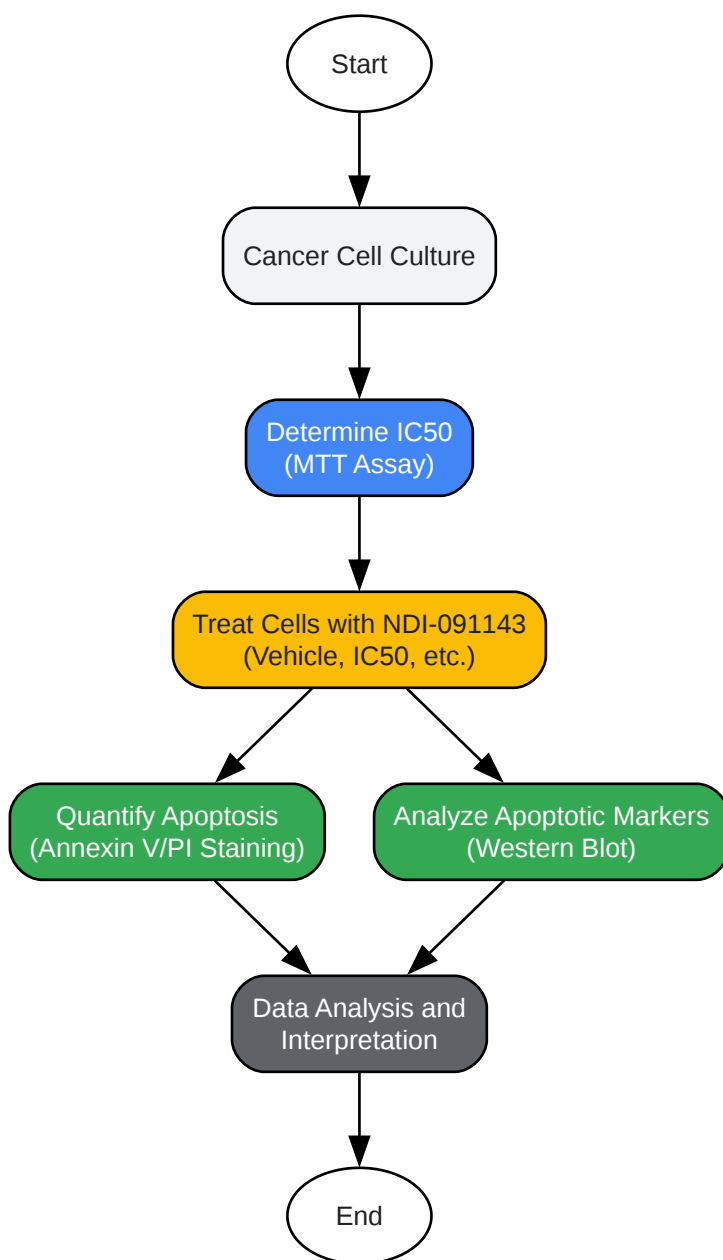 Start
Cancer Cell Culture
Determine IC50
(MTT Assay)
Treat Cells with NDI-091143
(Vehicle, IC50, etc.)
Quantify Apoptosis
(Annexin V/PI Staining)
Analyze Apoptotic Markers
(Western Blot)
Data Analysis and
Interpretation
End